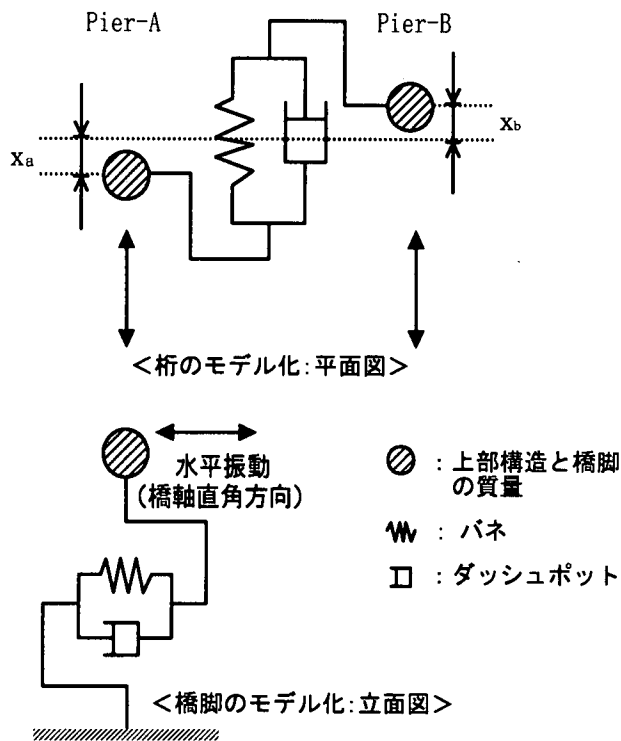 Pier-A
Pier-B
xa
xb
<桁のモデル化:平面図>
水平振動
(橋軸直角方向)
:上部構造と橋脚
の質量
:バネ
:ダッシュポット
<橋脚のモデル化:立面図>